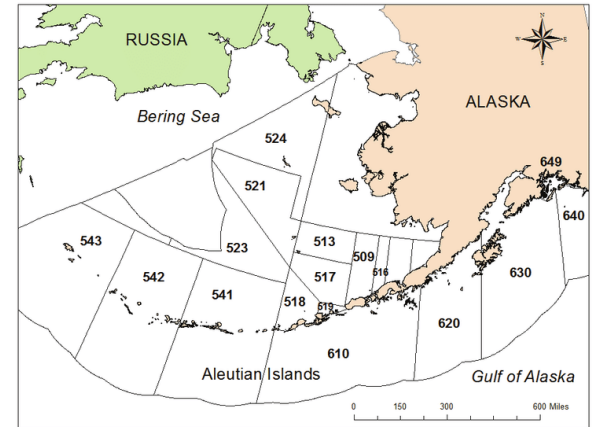 N
W
E
S
RUSSIA
ALASKA
Bering Sea
524
649
521
640
543
513
523
509
630
542
517
516
541
518
519
620
610
Aleutian Islands
Gulf of Alaska
0 150 300 600 Miles